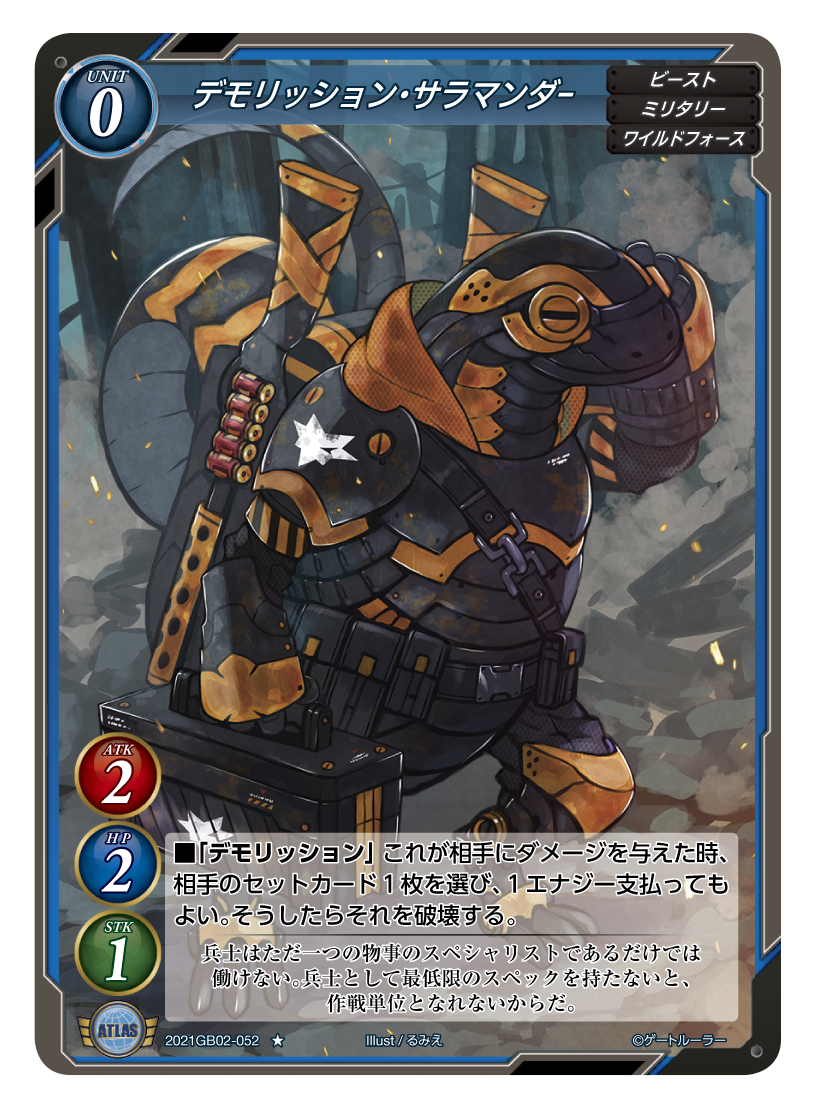 UNIT
0
デモリッション・サラマンダー
ビースト
ミリタリー
ワイルドフォース
ATK
2
HP
2
STK
1
■「デモリッション」これが相手にダメージを与えた時、
相手のセットカード1枚を選び、1エナジー支払っても
よい。そうしたらそれを破壊する。
兵士はただ一つの物事のスペシャリストであるだけでは
働けない。兵士として最低限のスペックを持たないと、
作戦単位となれないからだ。
ATLAS
2021GB02-052 ★
Illust / るみえ
©ゲートルーラー